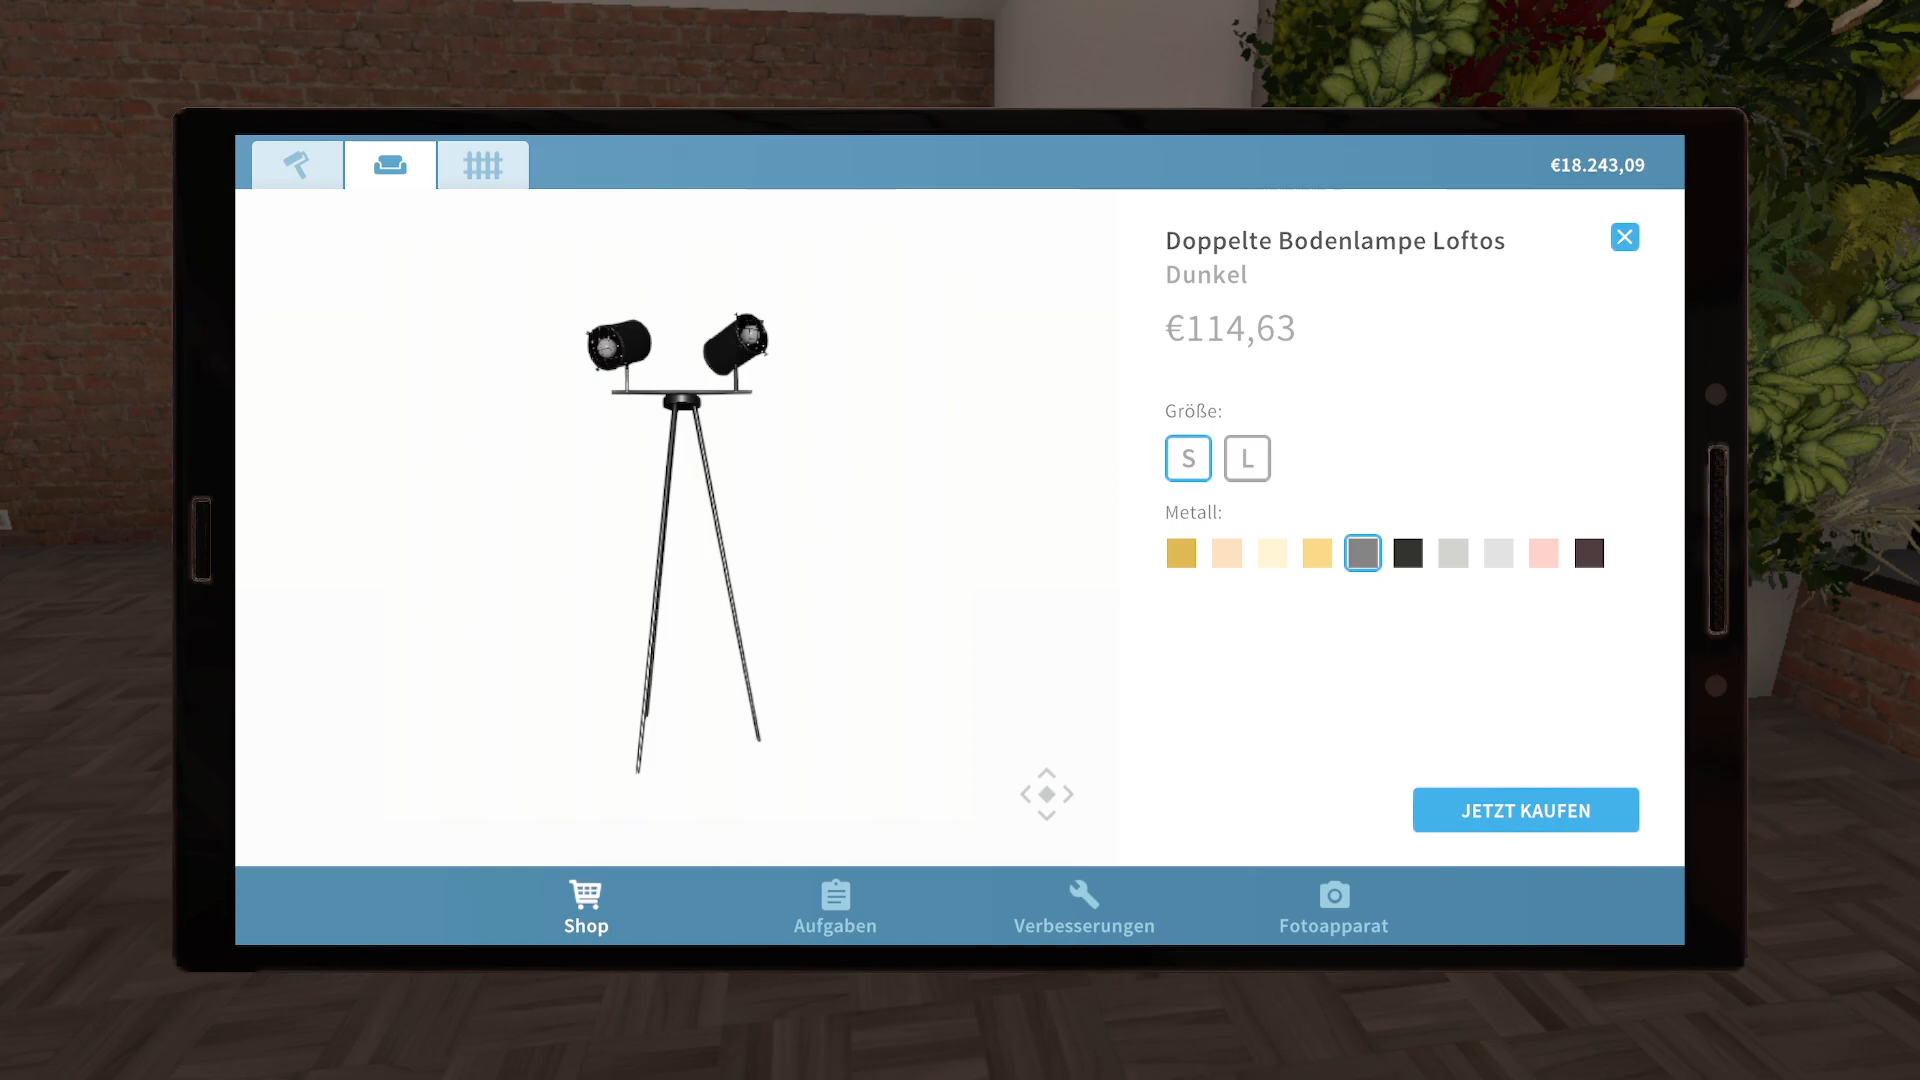 €18.243,09
Doppelte Bodenlampe Loftos
Dunkel
€114,63
Größe:
S L
Metall:
JETZT KAUFEN
Shop Aufgaben Verbesserungen Fotoapparat